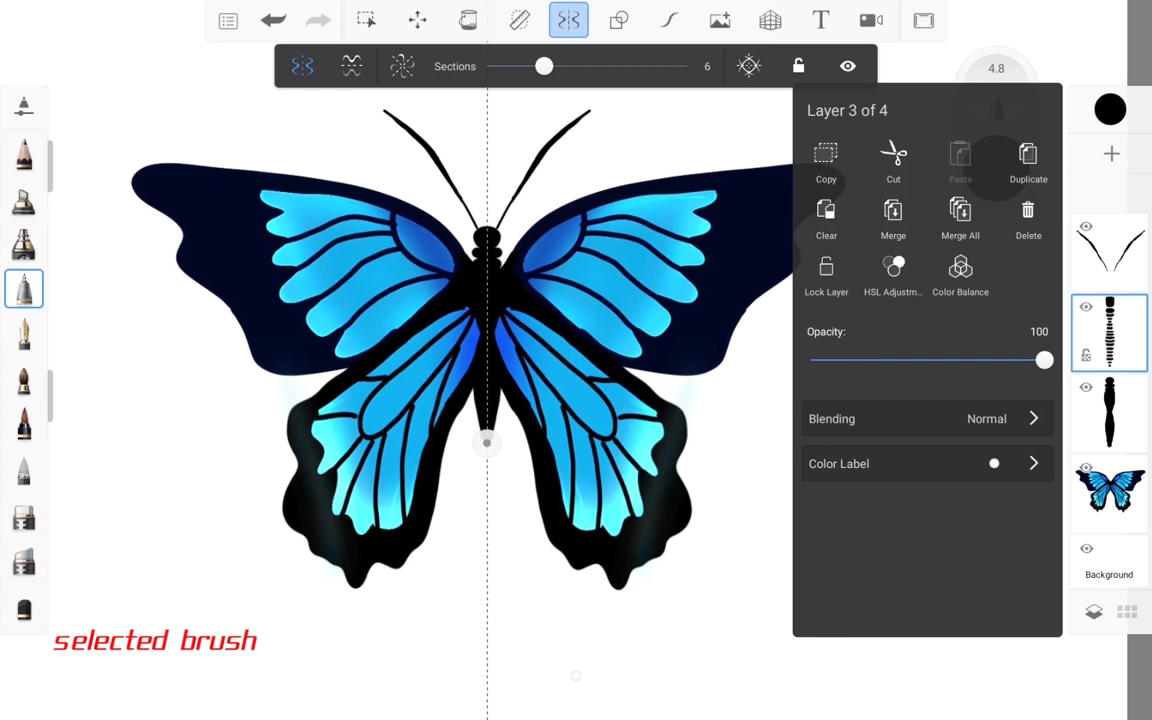 T
Sections 6
4.8
Layer 3 of 4
Copy Cut Paste Duplicate
Clear Merge Merge All Delete
Lock Layer HSL Adjustm... Color Balance
Opacity: 100
Blending Normal
Color Label
Background
selected brush